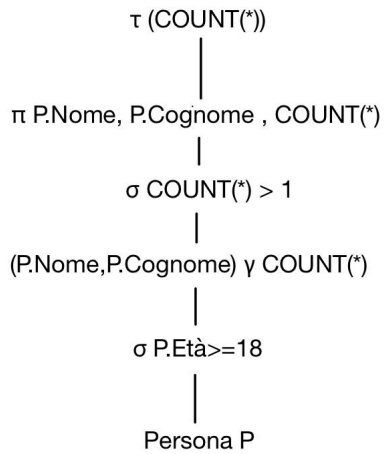 τ (COUNT(*))
π P.Nome, P.Cognome , COUNT(*)
σ COUNT(*) > 1
(P.Nome,P.Cognome) γ COUNT(*)
σ P.Età>=18
Persona P